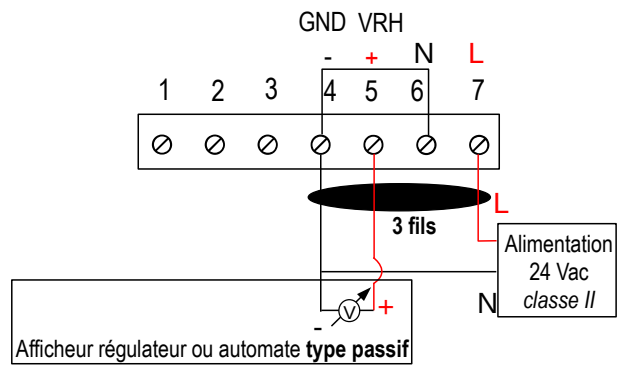 GND VRH
- + N L
1 2 3 4 5 6 7
L
3 fils
Alimentation
24 Vac
classe II
N
V +
-
Afficheur régulateur ou automate type passif